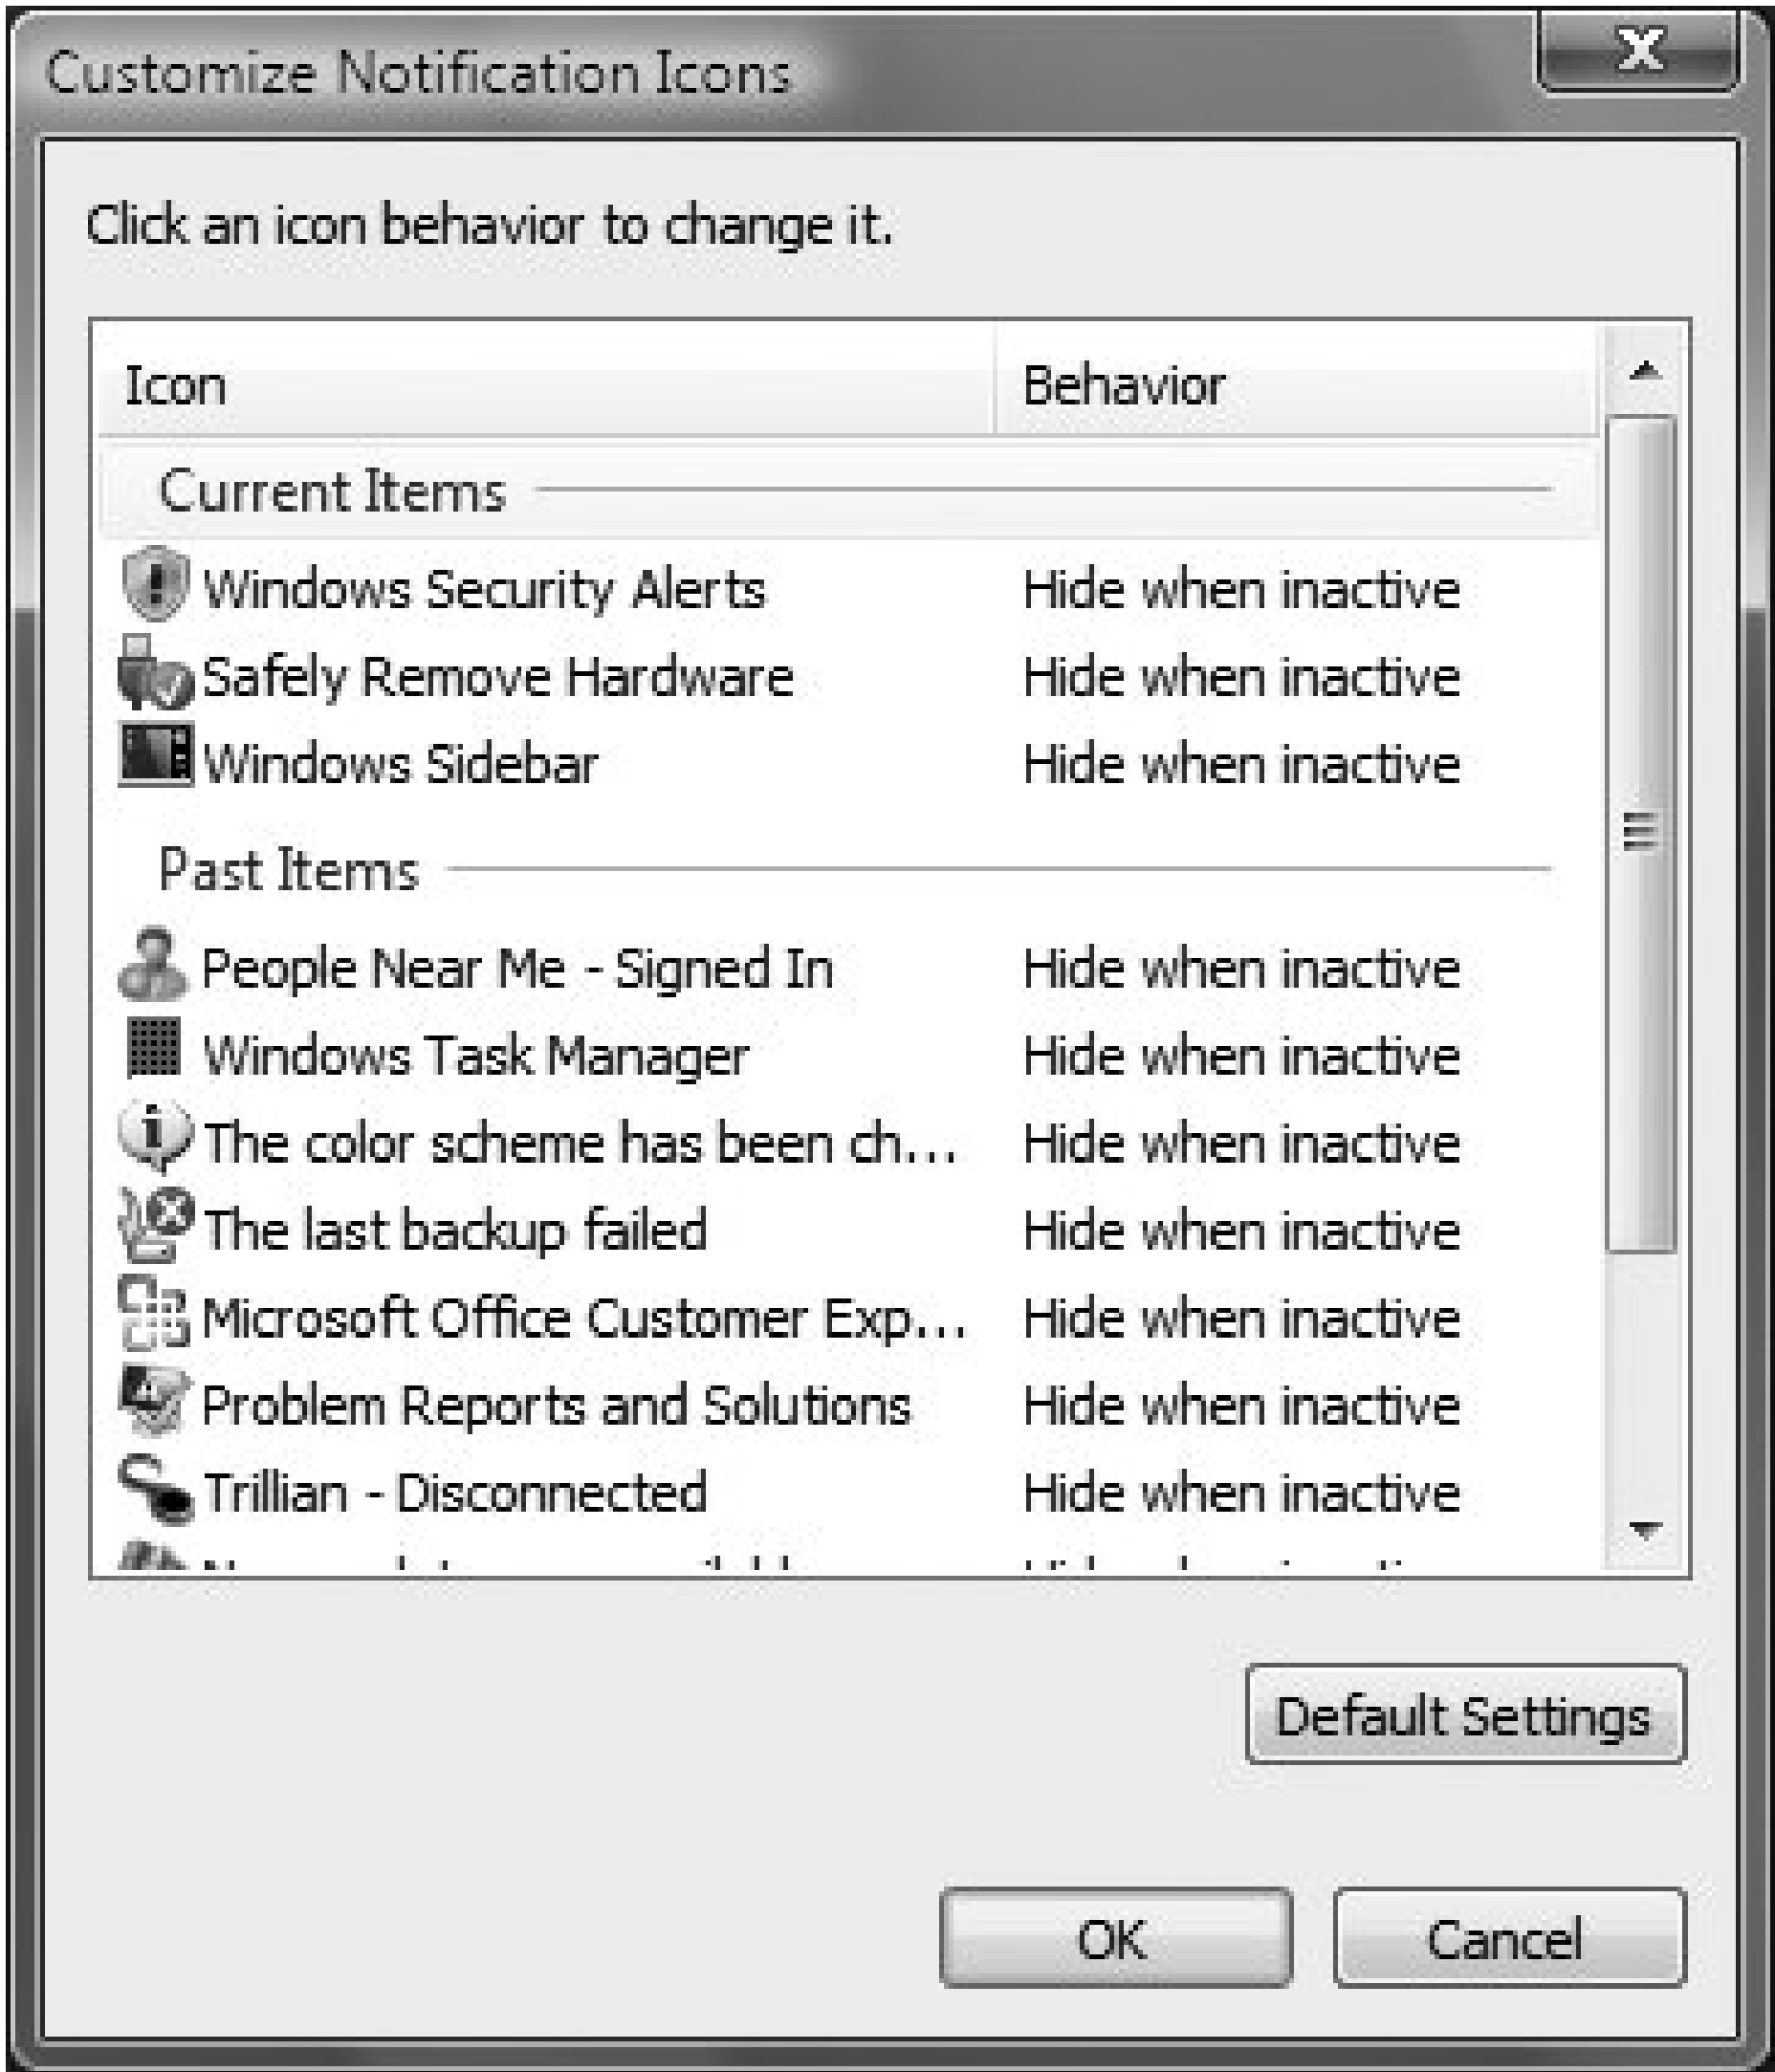 Customize Notification Icons
Click an icon behavior to change it.
Icon Behavior
Current Items
Windows Security Alerts Hide when inactive
Safely Remove Hardware Hide when inactive
Windows Sidebar Hide when inactive
Past Items
People Near Me - Signed In Hide when inactive
Windows Task Manager Hide when inactive
The color scheme has been ch... Hide when inactive
The last backup failed Hide when inactive
Microsoft Office Customer Exp... Hide when inactive
Problem Reports and Solutions Hide when inactive
Trillian - Disconnected Hide when inactive
Default Settings
OK Cancel